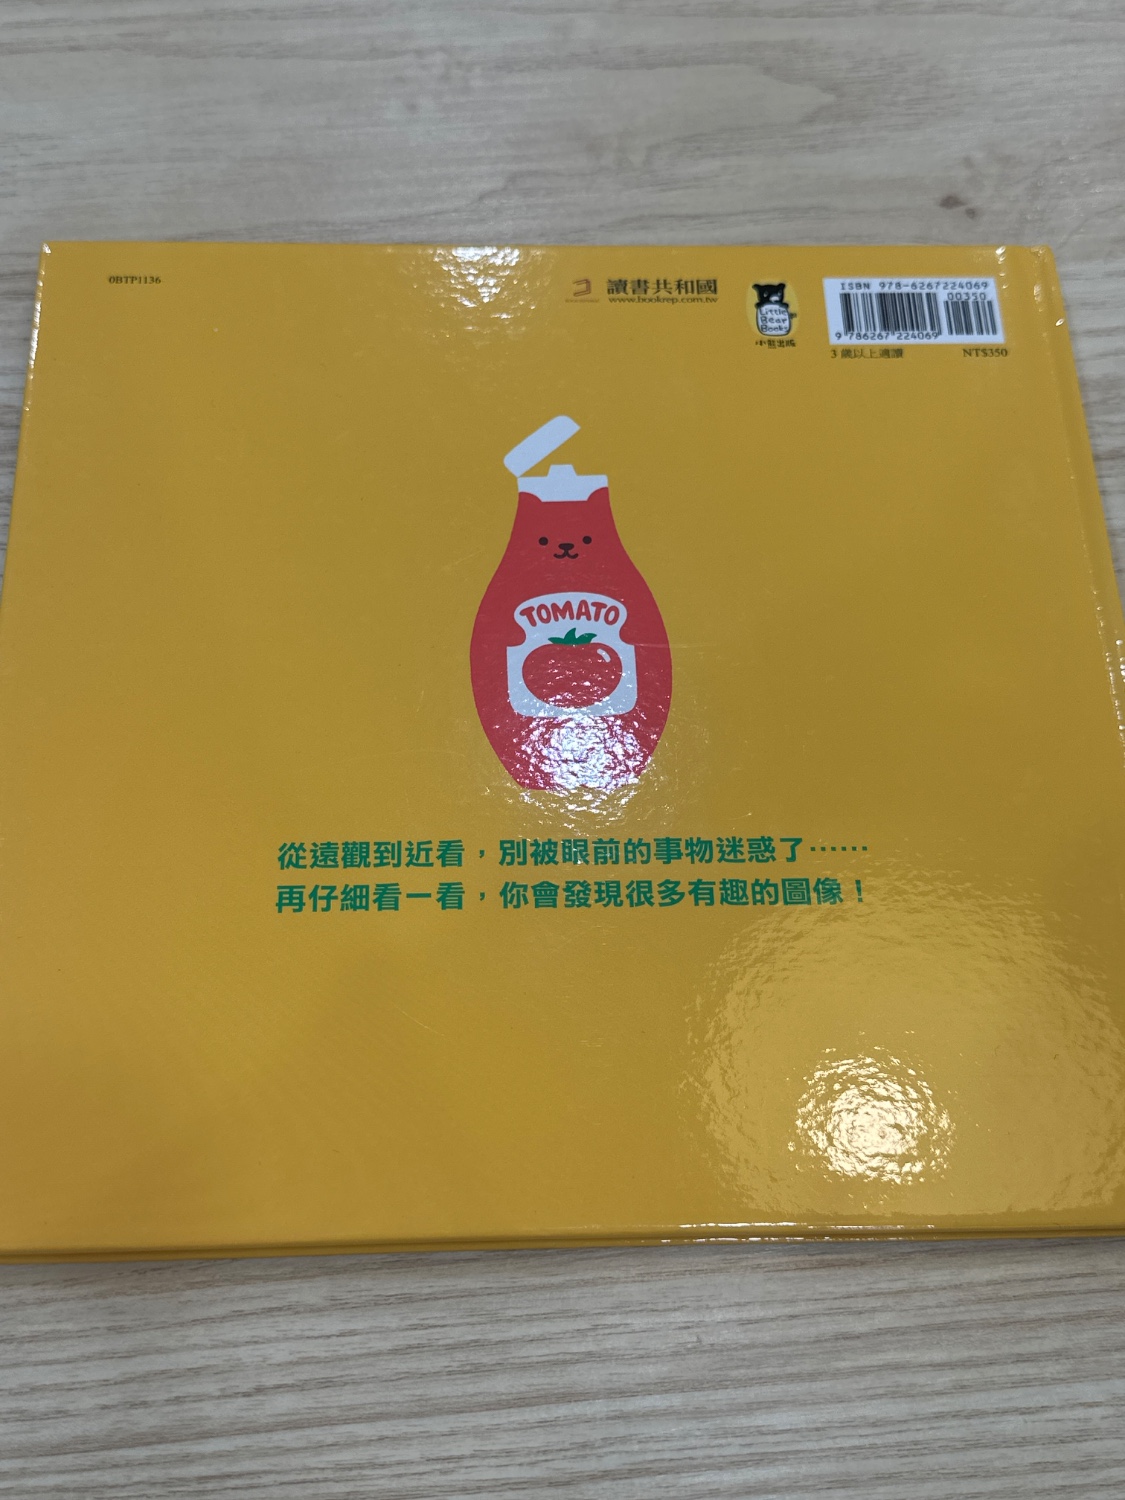 0BTP1136
讀書共和國
www.bookrep.com.tw
Little
Bear
Books
小熊出版
ISBN 978-6267224069
00350
9 786267 224069
3 歲以上適讀
NT$350
TOMATO
從遠觀到近看，別被眼前的事物迷惑了……
再仔細看一看，你會發現很多有趣的圖像！